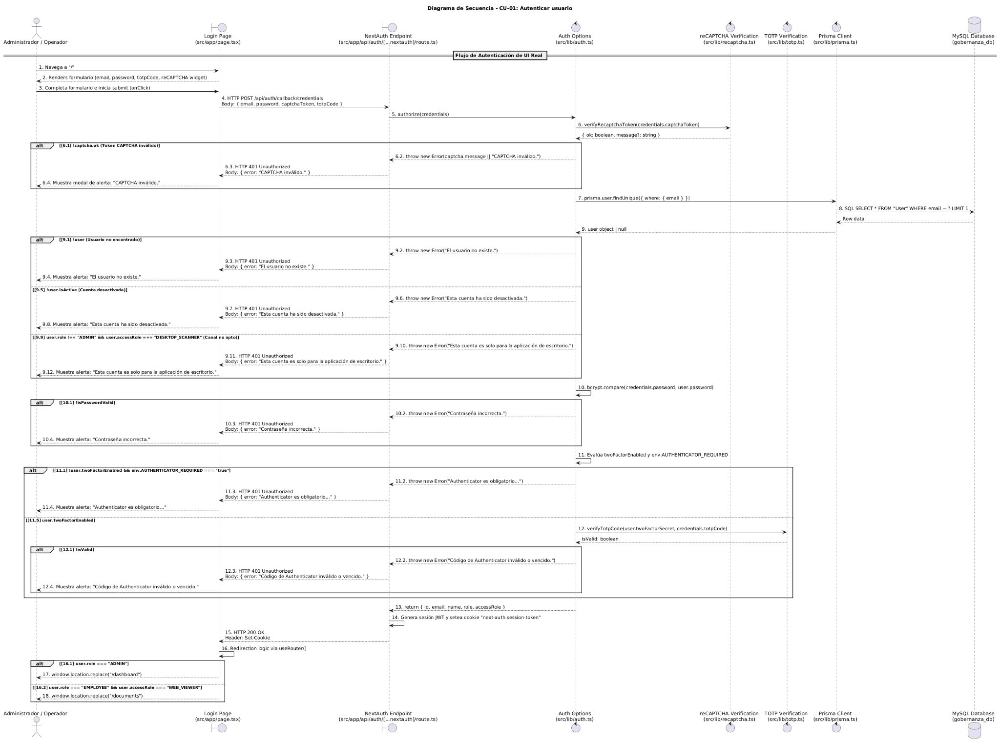 Diagrama de Secuencia - CU-01: Autenticar usuario
Administrador / Operador
Login Page
(src/app/page.tsx)
NextAuth Endpoint
(src/app/api/auth/[...nextauth]/route.ts)
Auth Options
(src/lib/auth.ts)
reCAPTCHA Verification
(src/lib/recaptcha.ts)
TOTP Verification
(src/lib/totp.ts)
Prisma Client
(src/lib/prisma.ts)
MySQL Database
(gobernanza_db)
Flujo de Autenticación de UI Real
1. Navega a "/"
2. Renders formulario (email, password, totpCode, reCAPTCHA widget)
3. Completa formulario e inicia submit (onClick)
4. HTTP POST /api/auth/callback/credentials
Body: { email, password, captchaToken, totpCode }
5. authorize(credentials)
6. verifyRecaptchaToken(credentials.captchaToken)
{ ok: boolean, message?: string }
alt [[6.1] !captcha.ok (Token CAPTCHA inválido)]
6.2. throw new Error(captcha.message || "CAPTCHA inválido.")
6.3. HTTP 401 Unauthorized
Body: { error: "CAPTCHA inválido." }
6.4. Muestra modal de alerta: "CAPTCHA inválido."
7. prisma.user.findUnique({ where: { email } })
8. SQL SELECT * FROM "User" WHERE email = ? LIMIT 1
Row data
9. user object | null
alt [[9.1] !user (Usuario no encontrado)]
9.2. throw new Error("El usuario no existe.")
9.3. HTTP 401 Unauthorized
Body: { error: "El usuario no existe." }
9.4. Muestra alerta: "El usuario no existe."
[[9.5] !user.isActive (Cuenta desactivada)]
9.6. throw new Error("Esta cuenta ha sido desactivada.")
9.7. HTTP 401 Unauthorized
Body: { error: "Esta cuenta ha sido desactivada." }
9.8. Muestra alerta: "Esta cuenta ha sido desactivada."
[[9.9] user.role !== "ADMIN" && user.accessRole === "DESKTOP_SCANNER" (Canal no apto)]
9.10. throw new Error("Esta cuenta es solo para la aplicación de escritorio.")
9.11. HTTP 401 Unauthorized
Body: { error: "Esta cuenta es solo para la aplicación de escritorio." }
9.12. Muestra alerta: "Esta cuenta es solo para la aplicación de escritorio."
10. bcrypt.compare(credentials.password, user.password)
alt [[10.1] !isPasswordValid]
10.2. throw new Error("Contraseña incorrecta.")
10.3. HTTP 401 Unauthorized
Body: { error: "Contraseña incorrecta." }
10.4. Muestra alerta: "Contraseña incorrecta."
11. Evalúa twoFactorEnabled y env.AUTHENTICATOR_REQUIRED
alt [[11.1] !user.twoFactorEnabled && env.AUTHENTICATOR_REQUIRED === "true"]
11.2. throw new Error("Authenticator es obligatorio...")
11.3. HTTP 401 Unauthorized
Body: { error: "Authenticator es obligatorio..." }
11.4. Muestra alerta: "Authenticator es obligatorio..."
[[11.5] user.twoFactorEnabled]
12. verifyTotpCode(user.twoFactorSecret, credentials.totpCode)
isValid: boolean
alt [[12.1] !isValid]
12.2. throw new Error("Código de Authenticator inválido o vencido.")
12.3. HTTP 401 Unauthorized
Body: { error: "Código de Authenticator inválido o vencido." }
12.4. Muestra alerta: "Código de Authenticator inválido o vencido."
13. return { id, email, name, role, accessRole }
14. Genera sesión JWT y setea cookie "next-auth.session-token"
15. HTTP 200 OK
Header: Set-Cookie
16. Redirection logic via useRouter()
alt [[16.1] user.role === "ADMIN"]
17. window.location.replace("/dashboard")
[[16.2] user.role === "EMPLOYEE" && user.accessRole === "WEB_VIEWER"]
18. window.location.replace("/documents")
Administrador / Operador
Login Page
(src/app/page.tsx)
NextAuth Endpoint
(src/app/api/auth/[...nextauth]/route.ts)
Auth Options
(src/lib/auth.ts)
reCAPTCHA Verification
(src/lib/recaptcha.ts)
TOTP Verification
(src/lib/totp.ts)
Prisma Client
(src/lib/prisma.ts)
MySQL Database
(gobernanza_db)